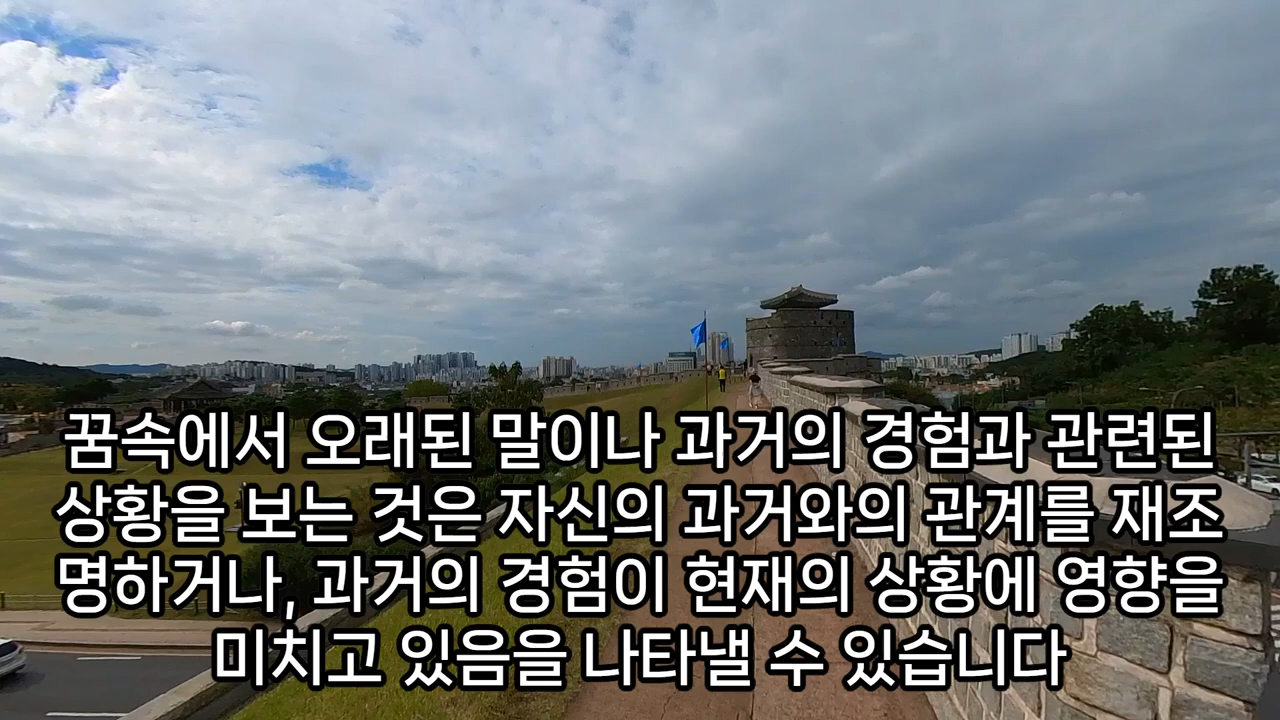 꿈속에서 오래된 말이나 과거의 경험과 관련된
상황을 보는 것은 자신의 과거와의 관계를 재조
명하거나, 과거의 경험이 현재의 상황에 영향을
미치고 있음을 나타낼 수 있습니다